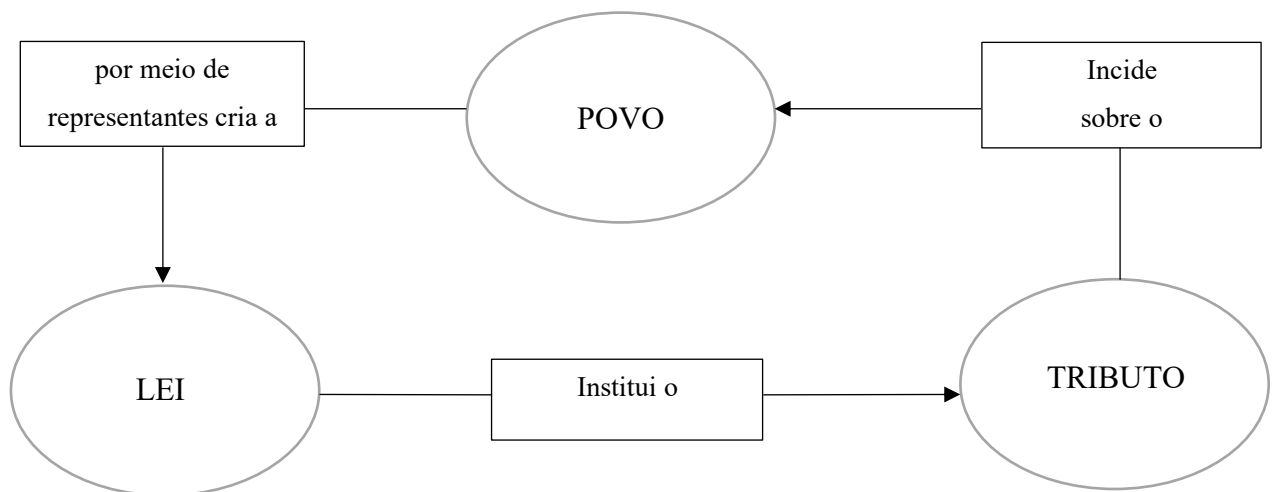 por meio de
representantes cria a
POVO
Incide
sobre o
LEI
Institui o
TRIBUTO